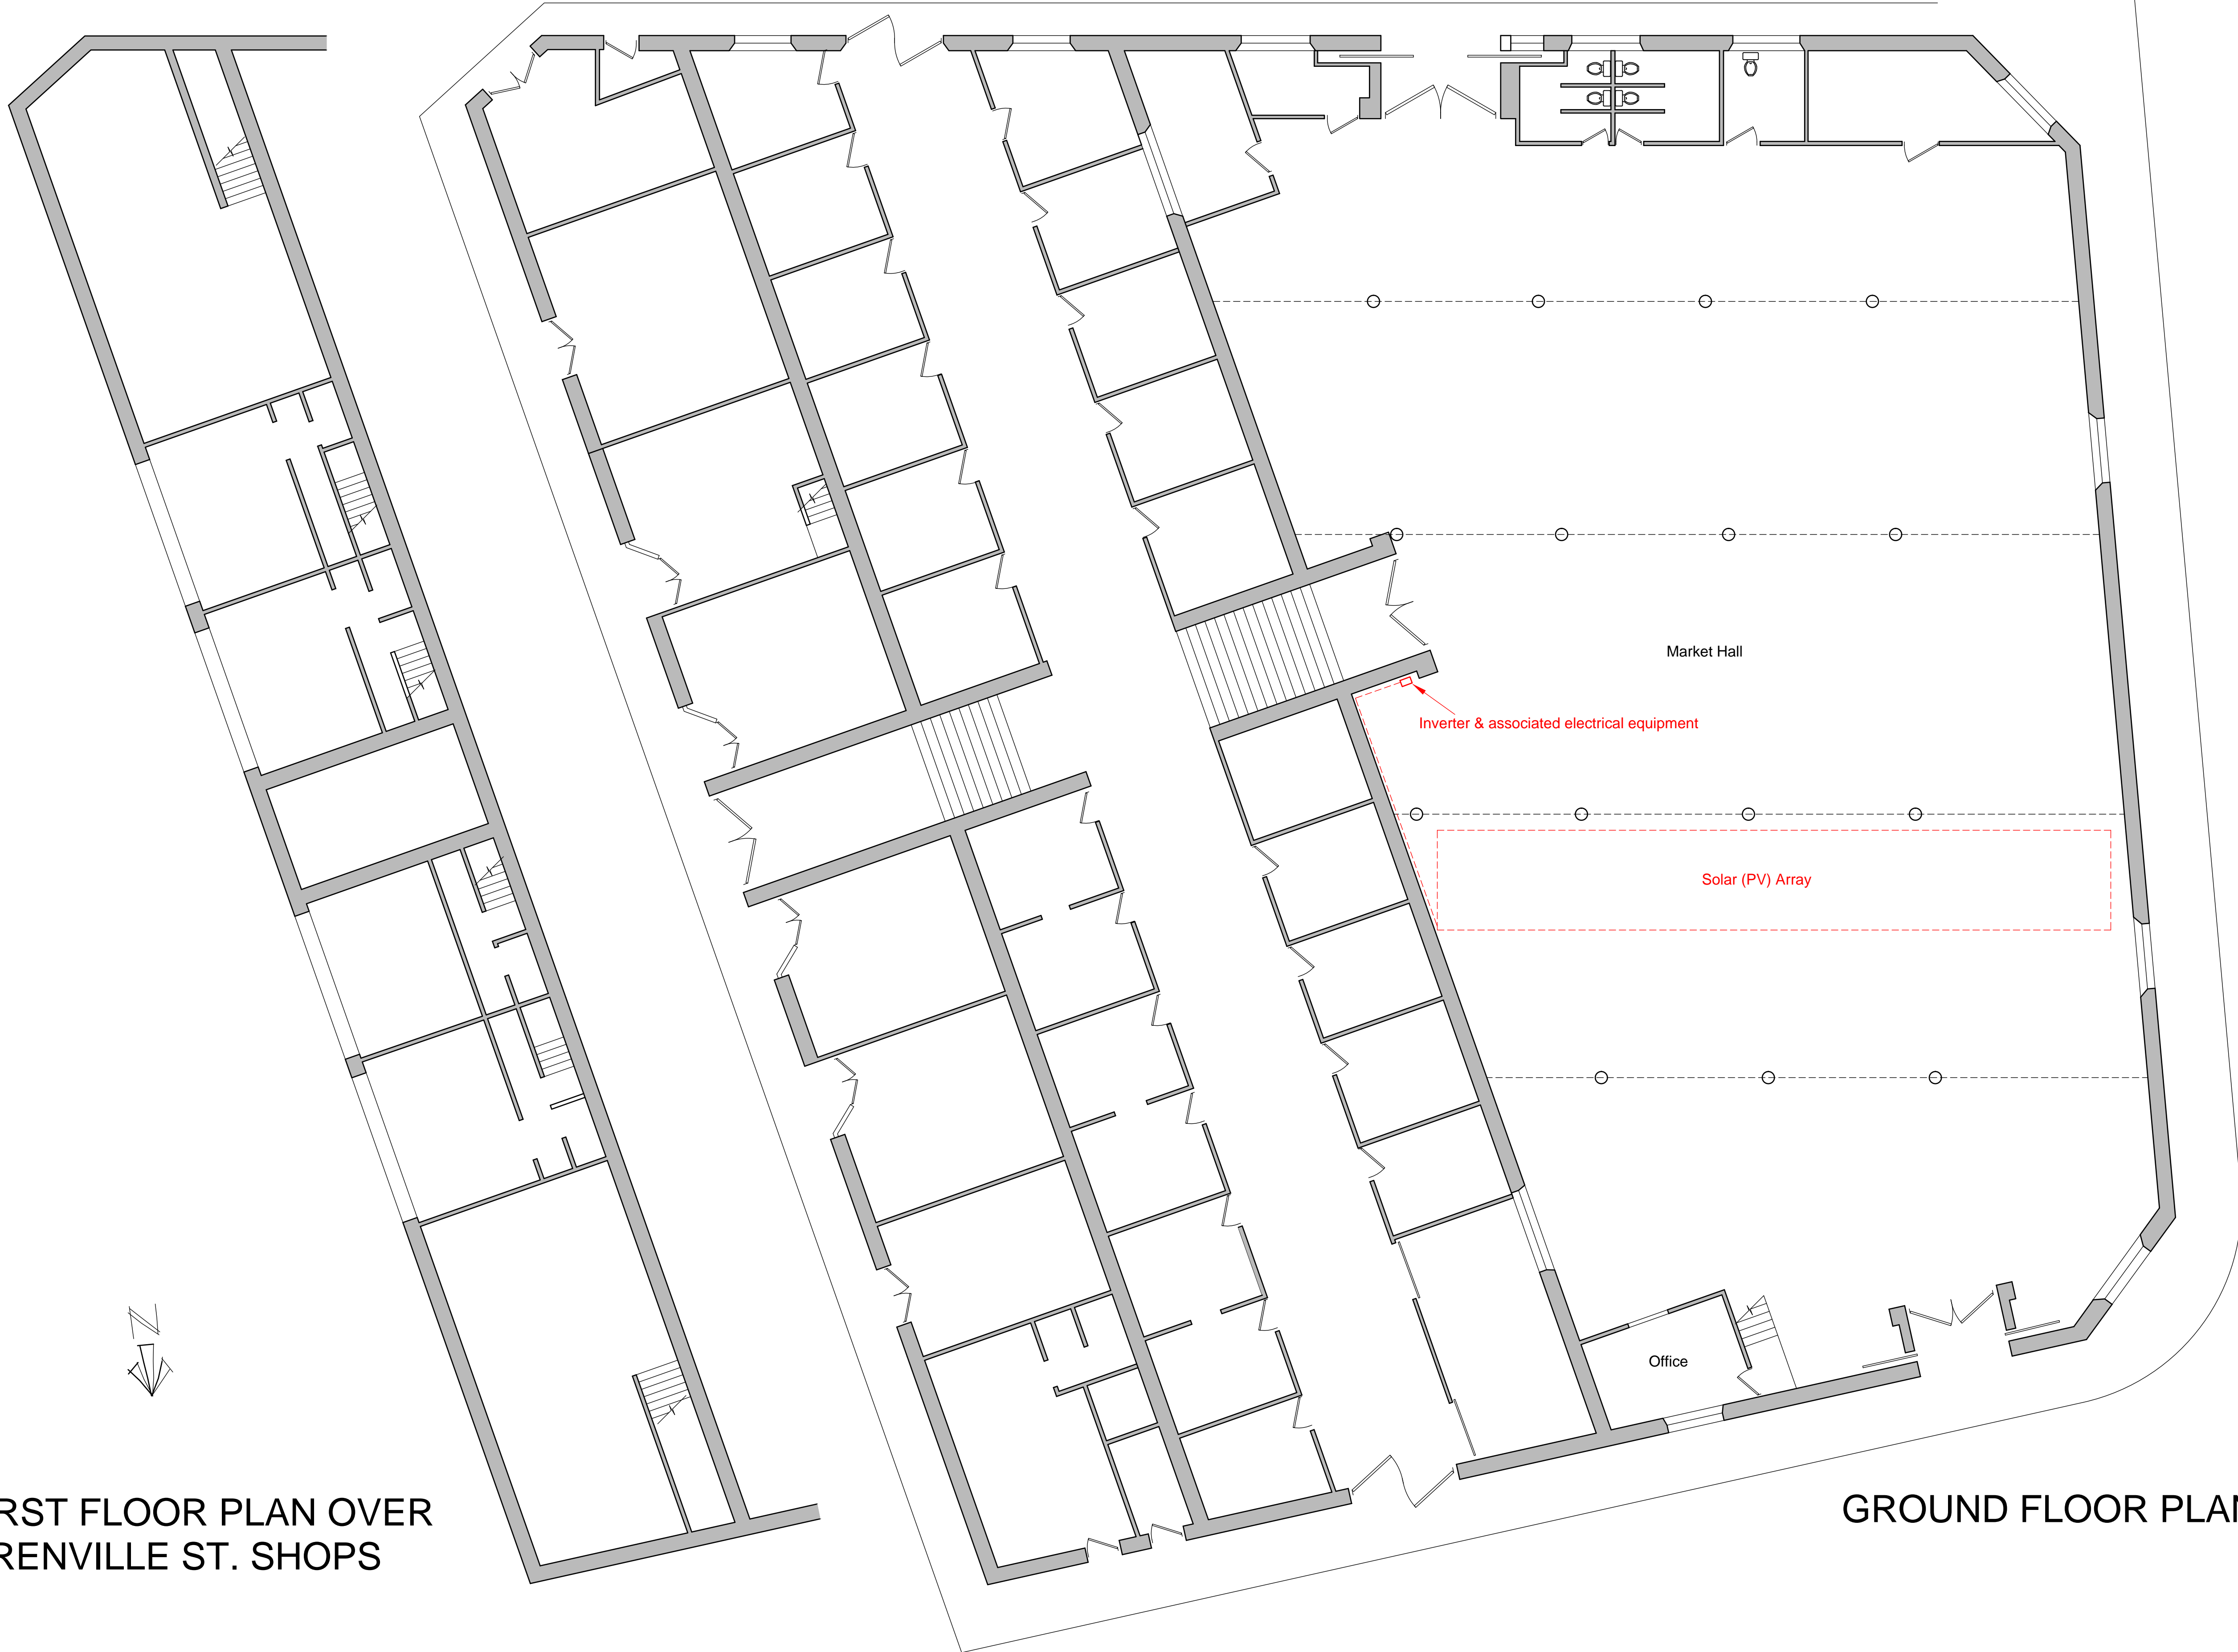 Market Hall
Inverter & associated electrical equipment
Solar (PV) Array
Office
N
RST FLOOR PLAN OVER
RENVILLE ST. SHOPS
GROUND FLOOR PLAN